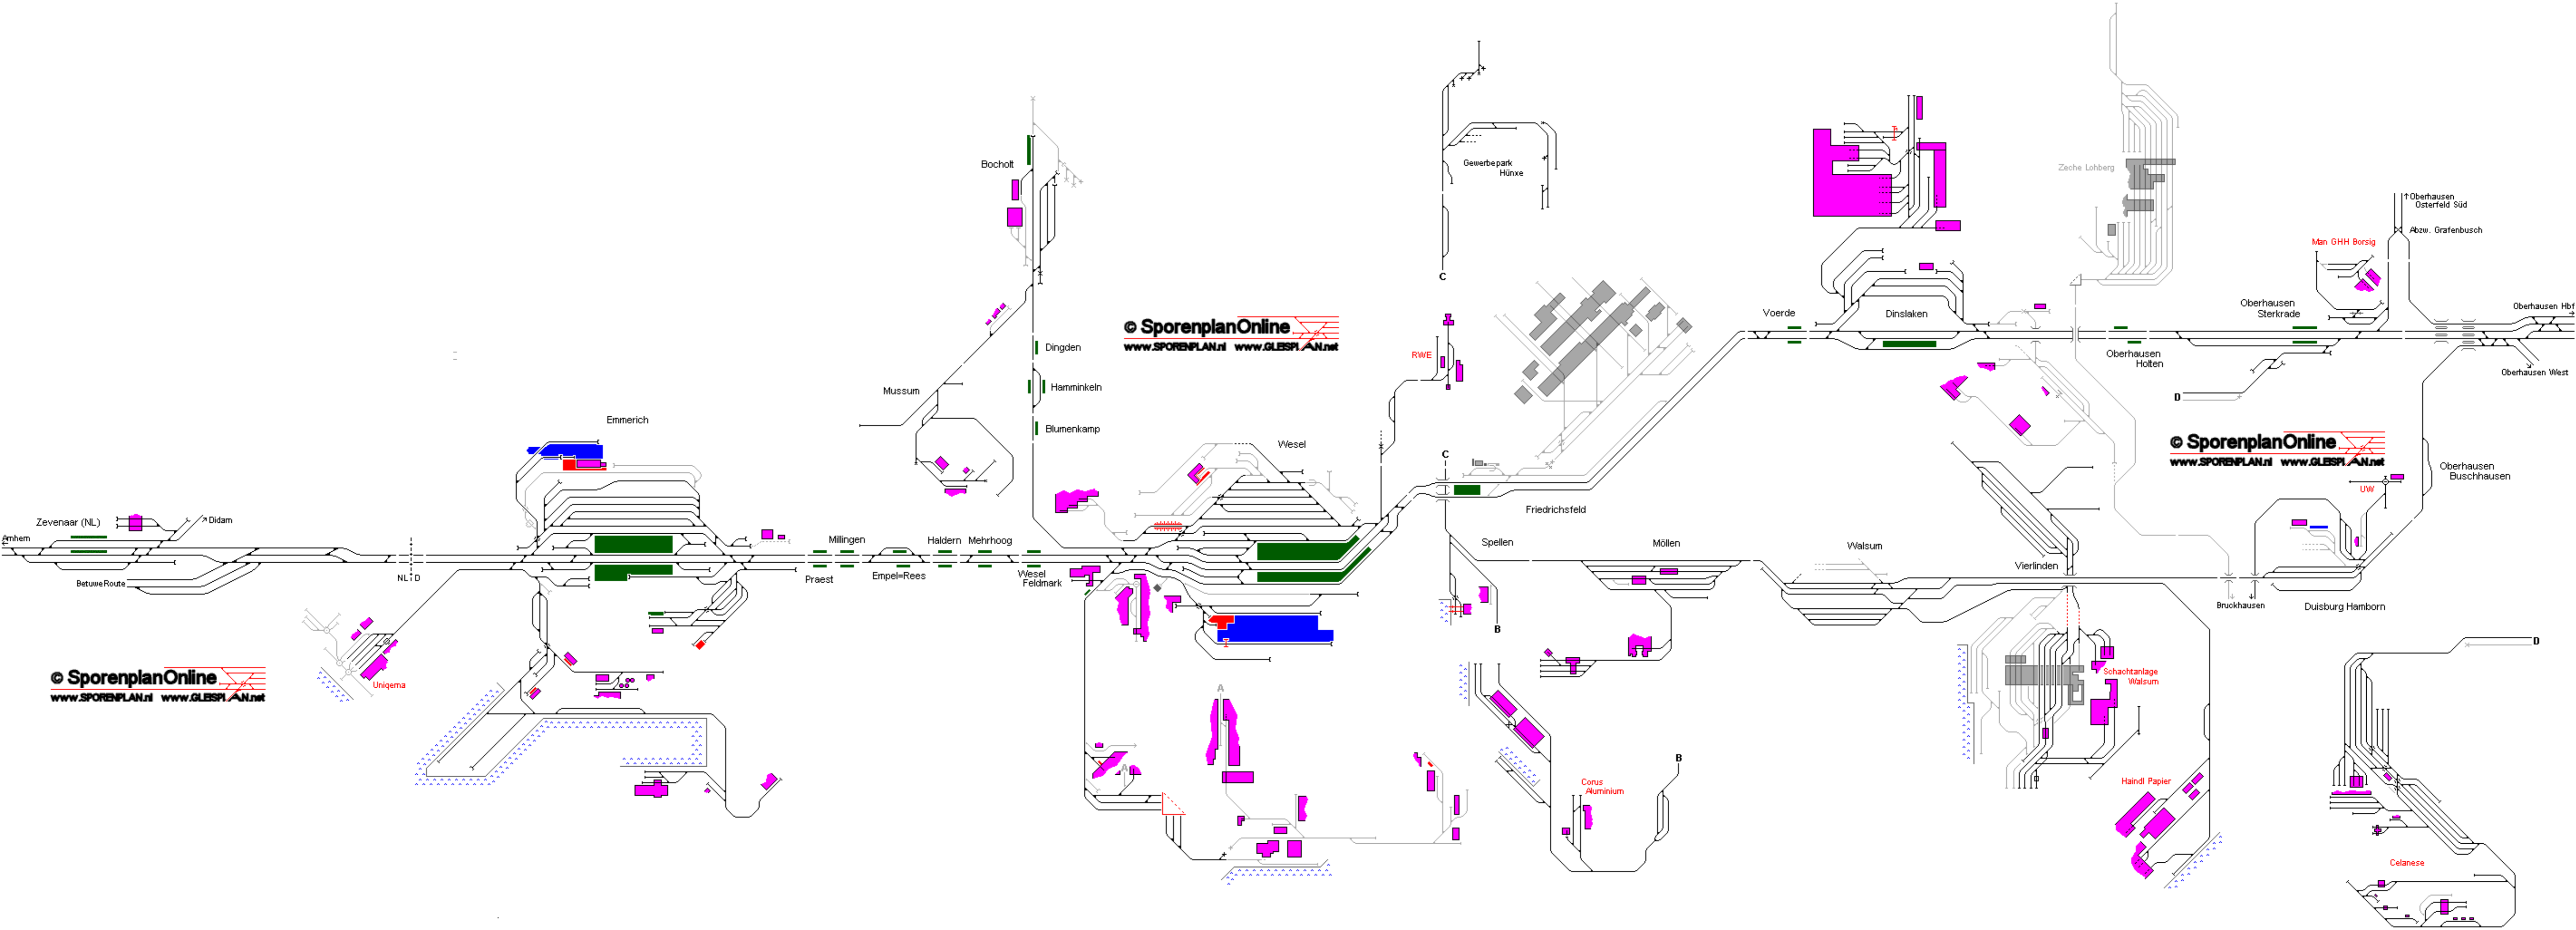 Zeche Lohberg
Bocholt
Gewerbepark
Hünxe
↑Oberhausen
Osterfeld Süd
Abzw. Grafenbusch
Man GHH Borsig
C
© SporenplanOnline
www.SPORENPLAN.nl www.GLEISPLAN.net
Dingden
Hamminkeln
Blumenkamp
Mussum
RWE
Voerde
Dinslaken
Oberhausen
Sterkrade
Oberhausen Hbf
Oberhausen
Holten
Oberhausen West
D
© SporenplanOnline
www.SPORENPLAN.nl www.GLEISPLAN.net
Emmerich
Wesel
C
Oberhausen
Buschhausen
UW
Zevenaar (NL)
Didam
Arnhem
BetuweRoute
NL
D
Millingen
Haldern
Mehrhoog
Praest
Empel=Rees
Wesel
Feldmark
Friedrichsfeld
Spellen
Möllen
Walsum
Vierlinden
Bruckhausen
Duisburg Hamborn
B
D
© SporenplanOnline
www.SPORENPLAN.nl www.GLEISPLAN.net
Uniqema
A
A
Schachtanlage
Walsum
B
Corus
Aluminium
Haindl Papier
Celanese